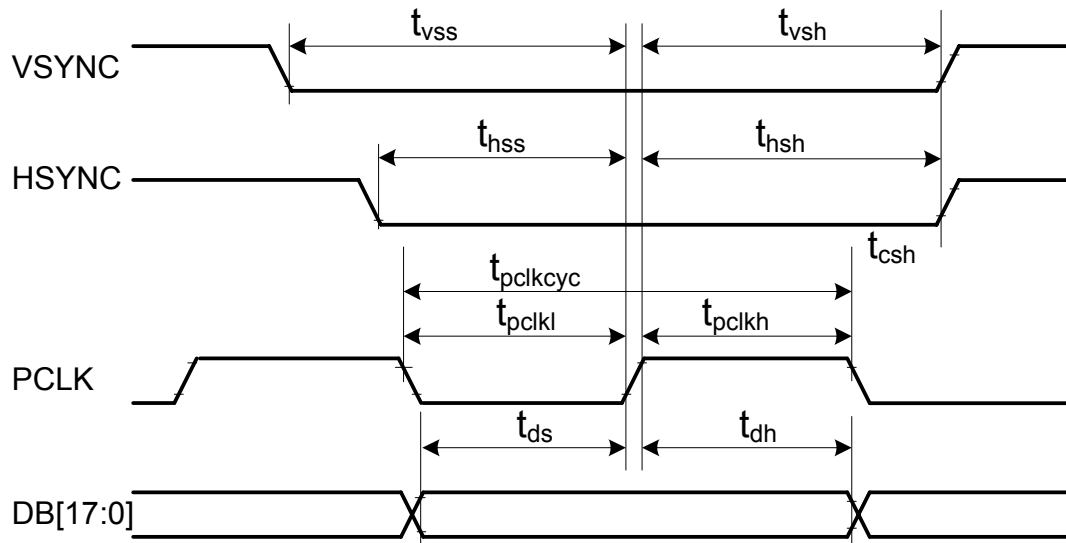 tvss
tvsh
VSYNC
thss
thsh
HSYNC
tcsh
tpclkcyc
tpclkl
tpclkh
PCLK
tds
tdh
DB[17:0]